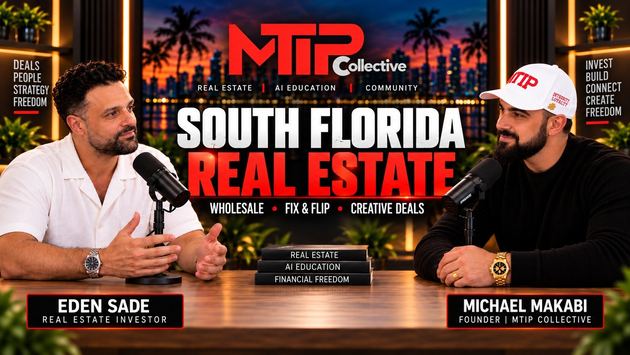 MTIP
Collective
REAL ESTATE | AI EDUCATION | COMMUNITY
DEALS
PEOPLE
STRATEGY
FREEDOM
INVEST
BUILD
CONNECT
CREATE
FREEDOM
SOUTH FLORIDA
REAL ESTATE
WHOLESALE • FIX & FLIP • CREATIVE DEALS
MTIP
REAL ESTATE
AI EDUCATION
FINANCIAL FREEDOM
EDEN SADE
REAL ESTATE INVESTOR
MICHAEL MAKABI
FOUNDER | MTIP COLLECTIVE